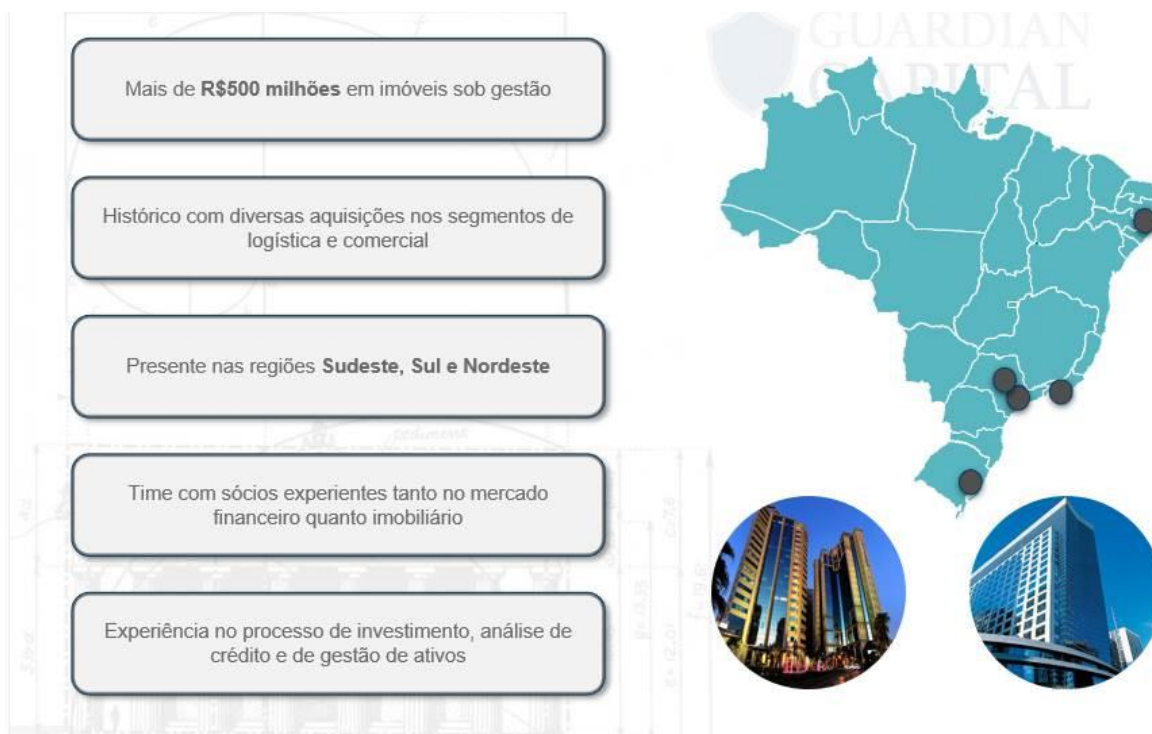 GUARDIAN
CAPITAL
Mais de R$500 milhões em imóveis sob gestão
Histórico com diversas aquisições nos segmentos de
logística e comercial
Presente nas regiões Sudeste, Sul e Nordeste
pediment
Time com sócios experientes tanto no mercado
financeiro quanto imobiliário
Experiência no processo de investimento, análise de
crédito e de gestão de ativos